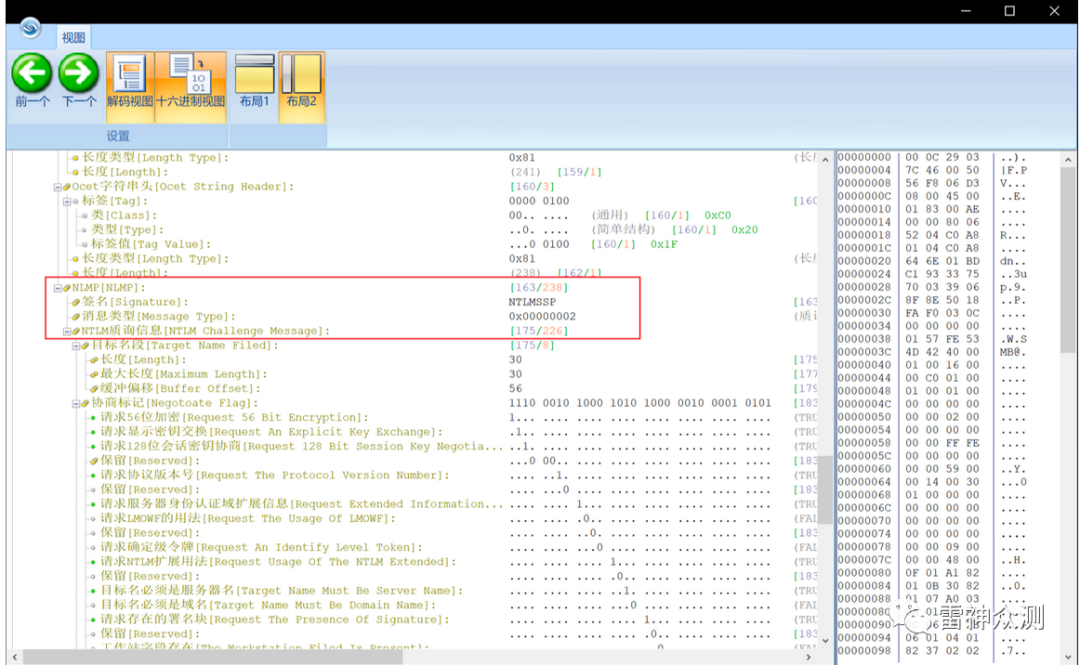 视图
前一个 下一个 解码视图 十六进制视图 布局1 布局2
设置
长度类型[Length Type]: 0x81 (长
长度[Length]: (241) [159/1]
Ocet字符串头[Ocet String Header]: [160/3]
标签[Tag]: 0000 0100 [160
类[Class]: 00.. .... (通用) [160/1] 0xC0
类型[Type]: ..0. .... (简单结构) [160/1] 0x20
标签值[Tag Value]: ...0 0100 [160/1] 0x1F
长度类型[Length Type]: 0x81 (长
长度[Length]: (238) [162/1]
NLMP[NLMP]: [163/238]
签名[Signature]: NTLMSSP [163
消息类型[Message Type]: 0x00000002 (质
NTLM质询信息[NTLM Challenge Message]: [175/226]
目标名段[Target Name Filed]: [175/8]
长度[Length]: 30 [175
最大长度[Maximum Length]: 30 [177
缓冲偏移[Buffer Offset]: 56 [179
协商标记[Negotoate Flag]: 1110 0010 1000 1010 1000 0010 0001 0101 [183
请求56位加密[Request 56 Bit Encryption]: 1... .... .... .... .... .... .... .... (TRU
请求显示密钥交换[Request An Explicit Key Exchange]: .1.. .... .... .... .... .... .... .... (TRU
请求128位会话密钥协商[Request 128 Bit Session Key Negotia... ..1. .... .... .... .... .... .... .... (TRU
保留[Reserved]: ...0 00.. .... .... .... .... .... .... [183
请求协议版本号[Request The Protocol Version Number]: .... ..1. .... .... .... .... .... .... (TRU
保留[Reserved]: .... ...0 .... .... .... .... .... .... [183
请求服务器身份认证域扩展信息[Request Extended Information... .... .... 1... .... .... .... .... .... (TRU
请求LMOWF的用法[Request The Usage Of LMOWF]: .... .... .0.. .... .... .... .... .... (FAL
保留[Reserved]: .... .... ..0. .... .... .... .... .... [183
请求确定级令牌[Request An Identify Level Token]: .... .... ...0 .... .... .... .... .... (FAL
请求NTLM扩展用法[Request Usage Of The NTLM Extended]: .... .... .... 1... .... .... .... .... (TRU
保留[Reserved]: .... .... .... .0.. .... .... .... .... [183
目标名必须是服务器名[Target Name Must Be Server Name]: .... .... .... ..1. .... .... .... .... (TRU
目标名必须是域名[Target Name Must Be Domain Name]: .... .... .... ...0 .... .... .... .... (FAL
请求存在的署名块[Request The Presence Of Signature]: .... .... .... .... 1... .... .... .... (TRU
保留[Reserved]: .... .... .... .... .0.. .... .... .... [183
工作站字段存在[The Workstation Filed Is Present]:
00000000 00 0C 29 03 ..).
00000004 7C 46 00 50 |F.P
00000008 56 F8 06 D3 V...
0000000C 08 00 45 00 ..E.
00000010 01 83 00 AE ....
00000014 00 00 80 06 ....
00000018 52 04 C0 A8 R...
0000001C 01 04 C0 A8 ....
00000020 64 6E 01 BD dn..
00000024 C1 93 33 75 ..3u
00000028 70 03 39 06 p.9.
0000002C 8F 8E 50 18 ..P.
00000030 FA F0 03 0C ....
00000034 00 00 00 00 ....
00000038 01 57 FE 53 .W.S
0000003C 4D 42 40 00 MB@.
00000040 01 00 16 00 ....
00000044 00 C0 01 00 ....
00000048 01 00 01 00 ....
0000004C 00 00 00 00 ....
00000050 00 00 02 00 ....
00000054 00 00 00 00 ....
00000058 00 00 FF FE ....
0000005C 00 00 00 00 ....
00000060 00 00 59 00 ..Y.
00000064 00 14 00 30 ...0
00000068 01 00 00 00 ....
0000006C 00 00 00 00 ....
00000070 00 00 00 00 ....
00000074 00 00 00 00 ....
00000078 00 00 09 00 ....
0000007C 00 00 48 00 ..H.
00000080 0F 01 A1 82 ....
00000084 01 0B 30 82 ..0.
00000088 01 07 A0 03
00000094 06 01 04 01 ....
00000098 82 37 02 02 .7..
雷神众测